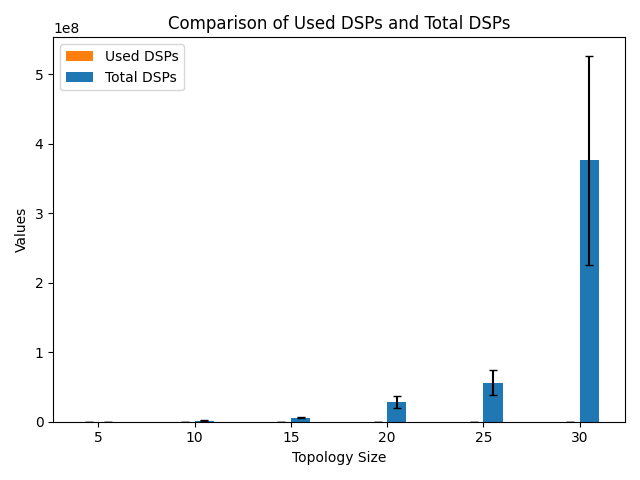 Comparison of Used DSPs and Total DSPs
1e8
Used DSPs
Total DSPs
5
4
3
2
1
0
Values
5 10 15 20 25 30
Topology Size